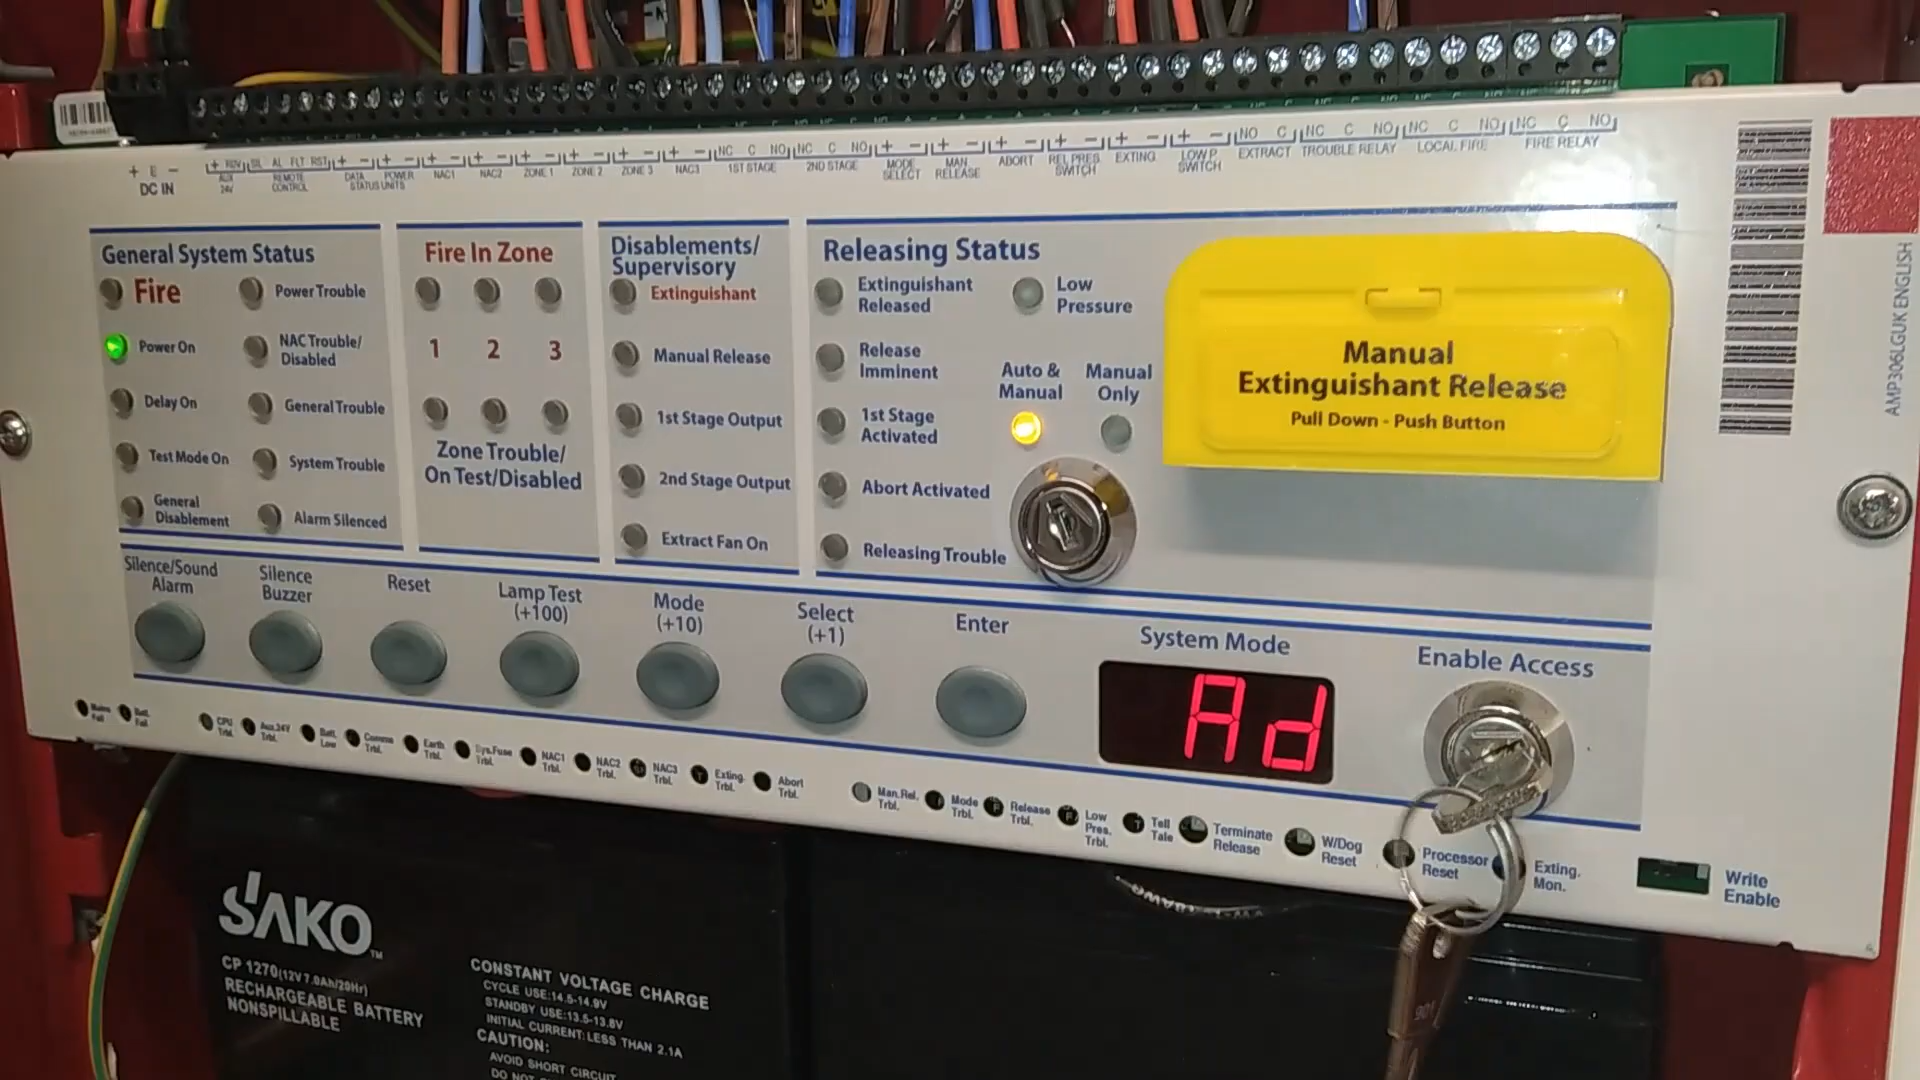 + E -
DC IN
+ REV
AUX
24V
SIL AL FLT RST
REMOTE
CONTROL
+ - + -
DATA POWER
STATUS UNITS
+ -
NAC1
+ -
NAC2
+ -
ZONE 1
+ -
ZONE 2
+ -
ZONE 3
+ -
NAC3
NC C NO
1ST STAGE
NC C NO
2ND STAGE
+ -
MODE
SELECT
+ -
MAN
RELEASE
+ -
ABORT
+ -
REL PRES
SWITCH
+ -
EXTING
+ -
LOW P
SWITCH
NO C
EXTRACT
NC C NO
TROUBLE RELAY
NC C NO
LOCAL FIRE
NC C NO
FIRE RELAY
AMP306LGUK ENGLISH
General System Status
Fire
Power On
Delay On
Test Mode On
General
Disablement
Power Trouble
NAC Trouble/
Disabled
General Trouble
System Trouble
Alarm Silenced
Fire In Zone
1 2 3
Zone Trouble/
On Test/Disabled
Disablements/
Supervisory
Extinguishant
Manual Release
1st Stage Output
2nd Stage Output
Extract Fan On
Releasing Status
Extinguishant
Released
Release
Imminent
1st Stage
Activated
Abort Activated
Releasing Trouble
Low
Pressure
Auto &
Manual
Manual
Only
Manual
Extinguishant Release
Pull Down - Push Button
Silence/Sound
Alarm
Silence
Buzzer
Reset
Lamp Test
(+100)
Mode
(+10)
Select
(+1)
Enter
System Mode
Ad
Enable Access
Mains
Fail
Batt.
Fail
CPU
Trbl.
Aux.24V
Trbl.
Batt.
Low
Comms
Trbl.
Earth
Trbl.
Sys.Fuse
Trbl.
NAC1
Trbl.
NAC2
Trbl.
NAC3
Trbl.
Exting.
Trbl.
Abort
Trbl.
Man.Rel.
Trbl.
Mode
Trbl.
Release
Trbl.
Low
Pres.
Trbl.
Tell
Tale
Terminate
Release
W/Dog
Reset
Processor
Reset
Exting.
Mon.
Write
Enable
901
SAKO™
CP 1270(12V7.0Ah/20Hr)
RECHARGEABLE BATTERY
NONSPILLABLE
CONSTANT VOLTAGE CHARGE
CYCLE USE:14.5-14.9V
STANDBY USE:13.5-13.8V
INITIAL CURRENT:LESS THAN 2.1A
CAUTION:
AVOID SHORT CIRCUIT
DO NOT